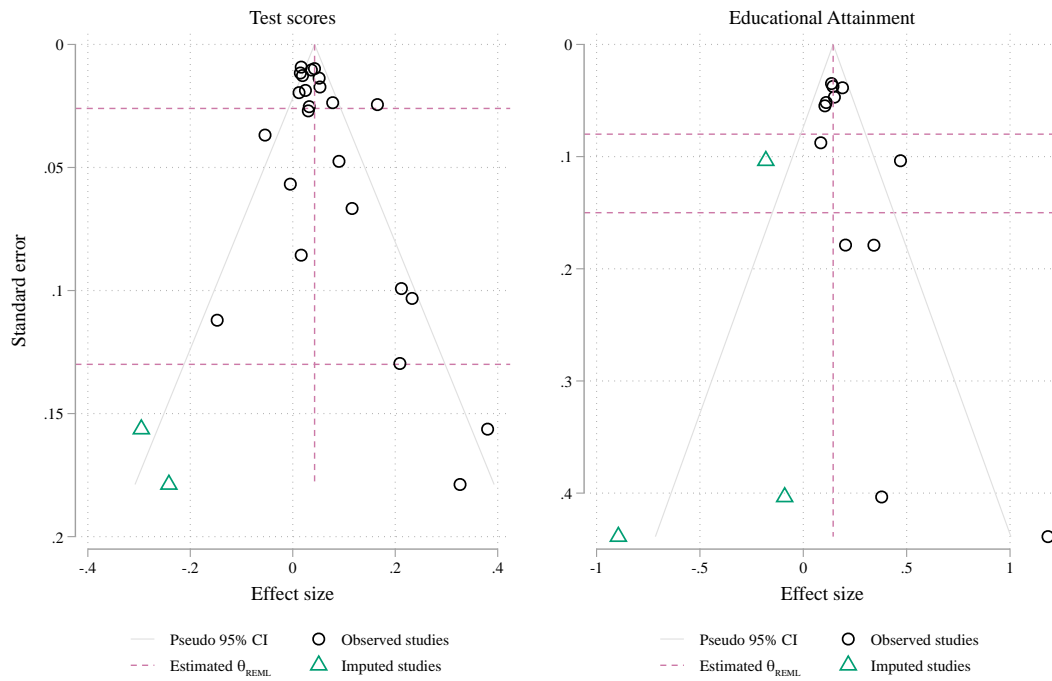 Test scores
0
.05
.1
.15
.2
Standard error
-.4
-.2
0
.2
.4
Effect size
Pseudo 95% CI
Observed studies
Estimated θREML
Imputed studies
Educational Attainment
0
.1
.2
.3
.4
-1
-.5
0
.5
1
Effect size
Pseudo 95% CI
Observed studies
Estimated θREML
Imputed studies